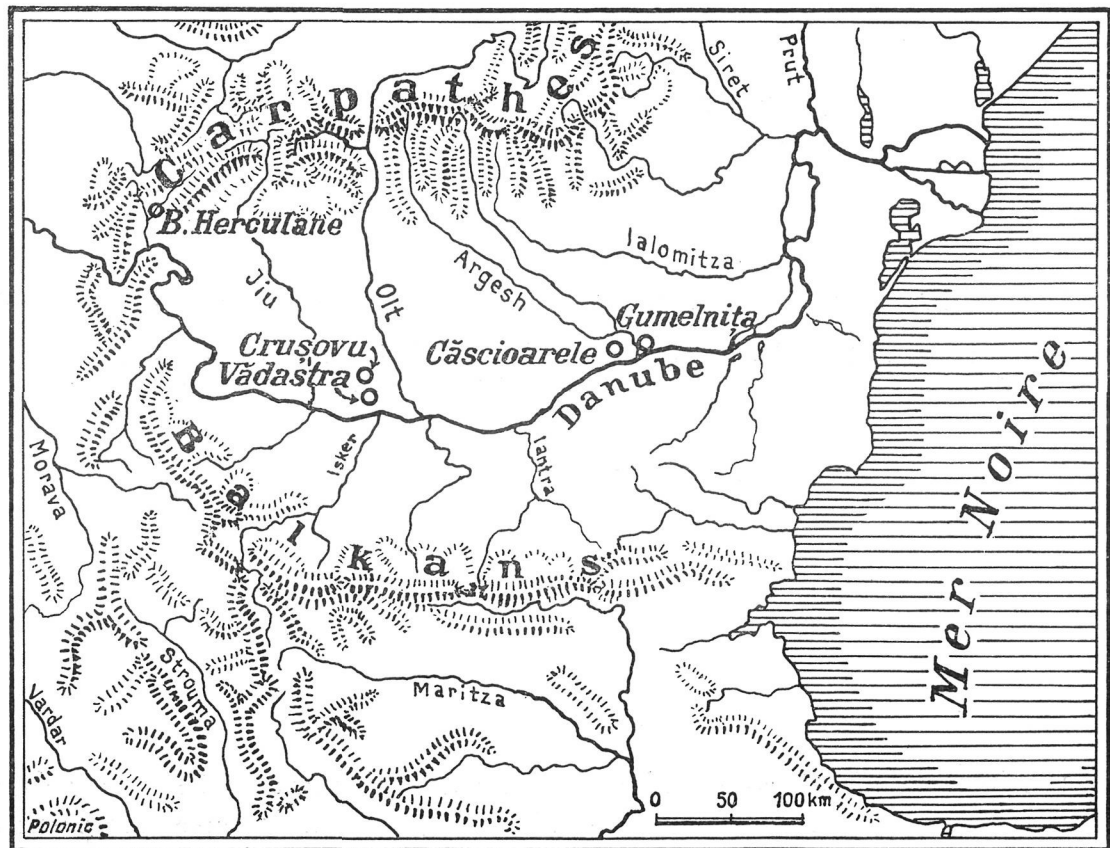 Carpathes
Siret
Prut
B. Herculane
Jiu
Olt
Argesh
Ialomitza
Gumelnița
Crușovu
Căscioarele
Vădastra
Danube
Balkans
Morava
Isker
Iantra
Mer Noire
Strouma
Vardar
Maritza
0 50 100 km
Polonic